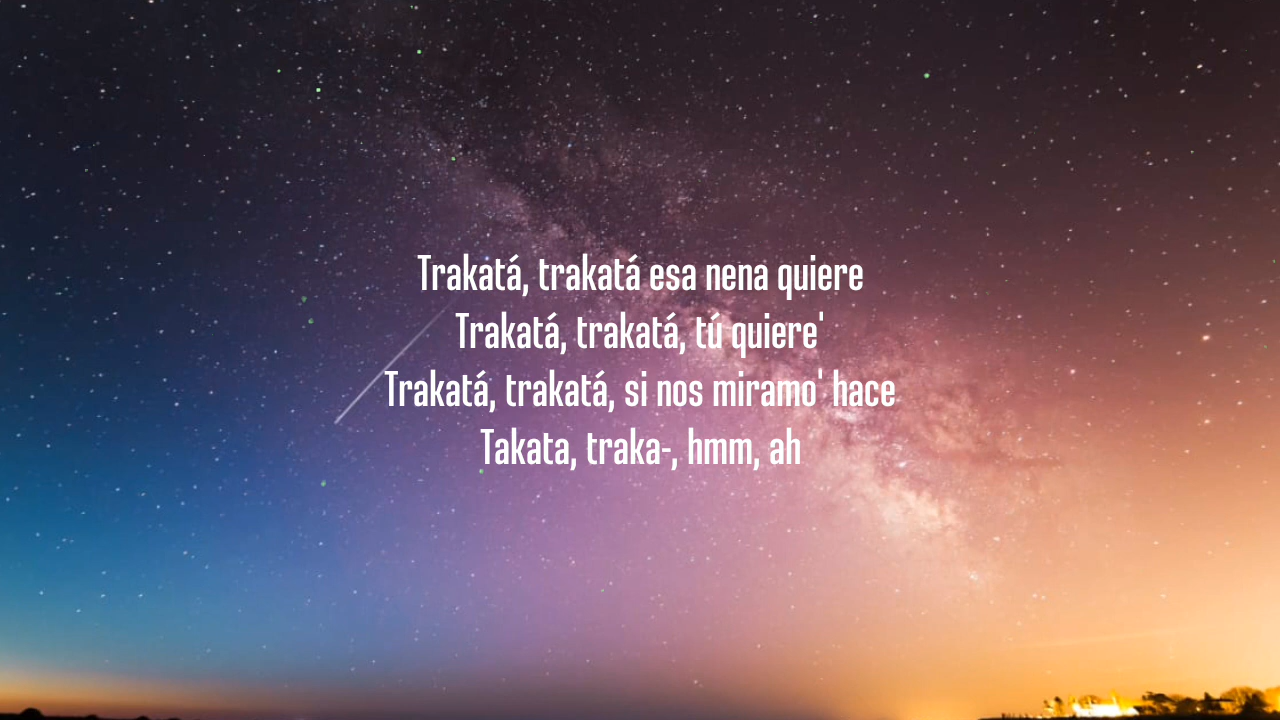 Trakatá, trakatá esa nena quiere
Trakatá, trakatá, tú quiere'
Trakatá, trakatá, si nos miramo' hace
Takata, traka-, hmm, ah